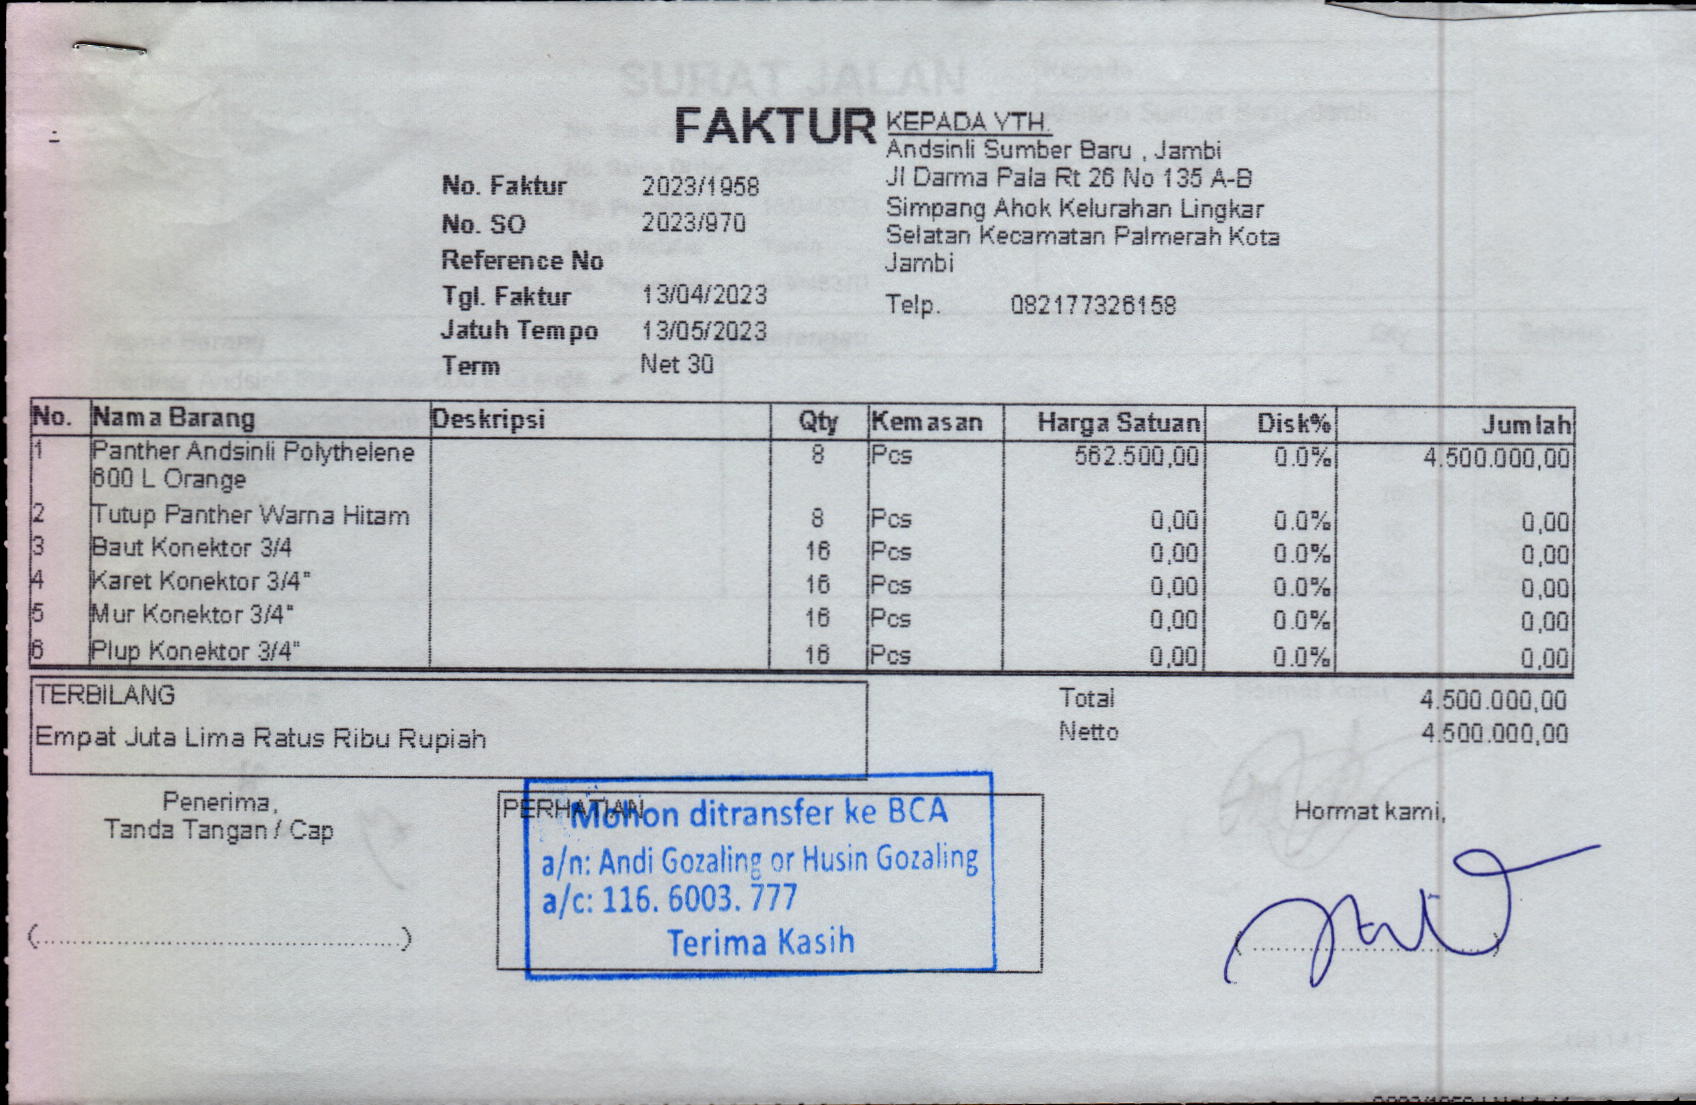 FAKTUR
KEPADA YTH.
Andsinli Sumber Baru , Jambi
Jl Darma Pala Rt 26 No 135 A-B
Simpang Ahok Kelurahan Lingkar
Selatan Kecamatan Palmerah Kota
Jambi
Telp. 082177326158
No. Faktur 2023/1958
No. SO 2023/970
Reference No
Tgl. Faktur 13/04/2023
Jatuh Tempo 13/05/2023
Term Net 30
No. Nama Barang Deskripsi Qty Kemasan Harga Satuan Disk% Jumlah
1 Panther Andsinli Polythelene 8 Pcs 562.500,00 0.0% 4.500.000,00
600 L Orange
2 Tutup Panther Warna Hitam 8 Pcs 0,00 0.0% 0,00
3 Baut Konektor 3/4 16 Pcs 0,00 0.0% 0,00
4 Karet Konektor 3/4" 16 Pcs 0,00 0.0% 0,00
5 Mur Konektor 3/4" 16 Pcs 0,00 0.0% 0,00
6 Plup Konektor 3/4" 16 Pcs 0,00 0.0% 0,00
TERBILANG
Empat Juta Lima Ratus Ribu Rupiah
Total 4.500.000,00
Netto 4.500.000,00
Penerima,
Tanda Tangan / Cap
PERHATIAN
Mohon ditransfer ke BCA
a/n: Andi Gozaling or Husin Gozaling
a/c: 116. 6003. 777
Terima Kasih
Hormat kami,